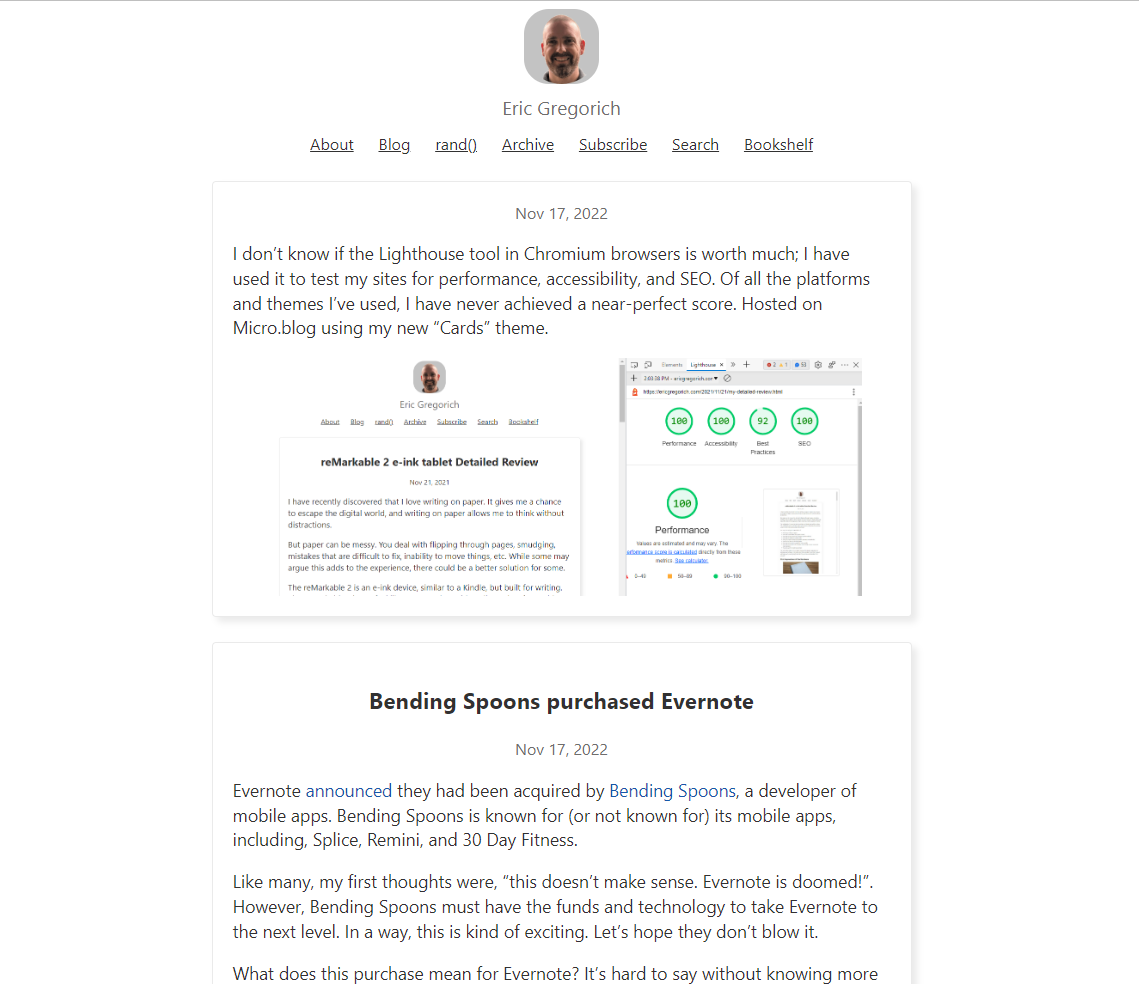 Eric Gregorich
About Blog rand() Archive Subscribe Search Bookshelf
Nov 17, 2022
I don’t know if the Lighthouse tool in Chromium browsers is worth much; I have
used it to test my sites for performance, accessibility, and SEO. Of all the platforms
and themes I’ve used, I have never achieved a near-perfect score. Hosted on
Micro.blog using my new “Cards” theme.
Eric Gregorich
About Blog rand() Archive Subscribe Search Bookshelf
reMarkable 2 e-ink tablet Detailed Review
Nov 21, 2021
I have recently discovered that I love writing on paper. It gives me a chance
to escape the digital world, and writing on paper allows me to think without
distractions.
But paper can be messy. You deal with flipping through pages, smudging,
mistakes that are difficult to fix, inability to move things, etc. While some may
argue this adds to the experience, there could be a better solution for some.
The reMarkable 2 is an e-ink device, similar to a Kindle, but built for writing.
Elements Lighthouse
https://ericgregorich.com/2021/11/21/my-detailed-review.html
100 100 92 100
Performance Accessibility Best Practices SEO
100
Performance
Values are estimated and may vary. The
performance score is calculated directly from these
metrics. See calculator.
0–49 50–89 90–100
Bending Spoons purchased Evernote
Nov 17, 2022
Evernote announced they had been acquired by Bending Spoons, a developer of
mobile apps. Bending Spoons is known for (or not known for) its mobile apps,
including, Splice, Remini, and 30 Day Fitness.
Like many, my first thoughts were, “this doesn’t make sense. Evernote is doomed!”.
However, Bending Spoons must have the funds and technology to take Evernote to
the next level. In a way, this is kind of exciting. Let’s hope they don’t blow it.
What does this purchase mean for Evernote? It’s hard to say without knowing more